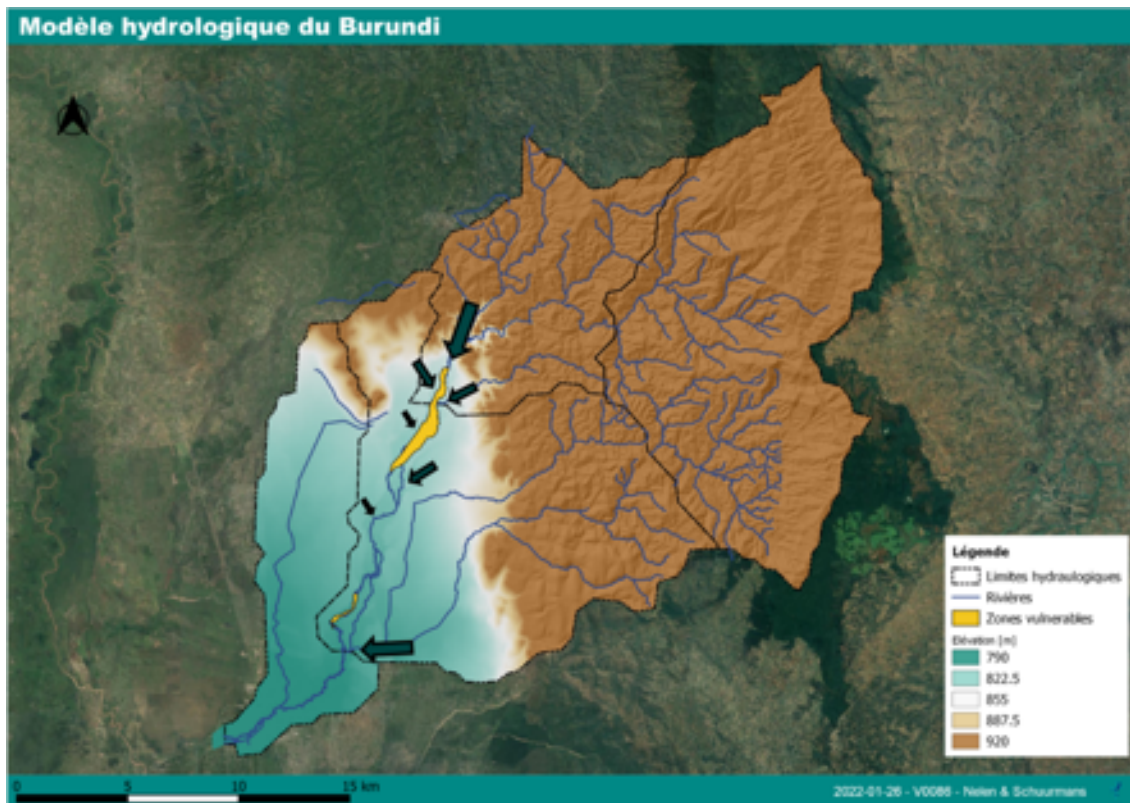 Modèle hydrologique du Burundi
Légende
Limites hydraulogiques
Rivières
Zones vulnerables
Elévation [m]
790
822.5
855
887.5
920
0 5 10 15 km
2022-01-26 - V0086 - Nelen & Schuurmans